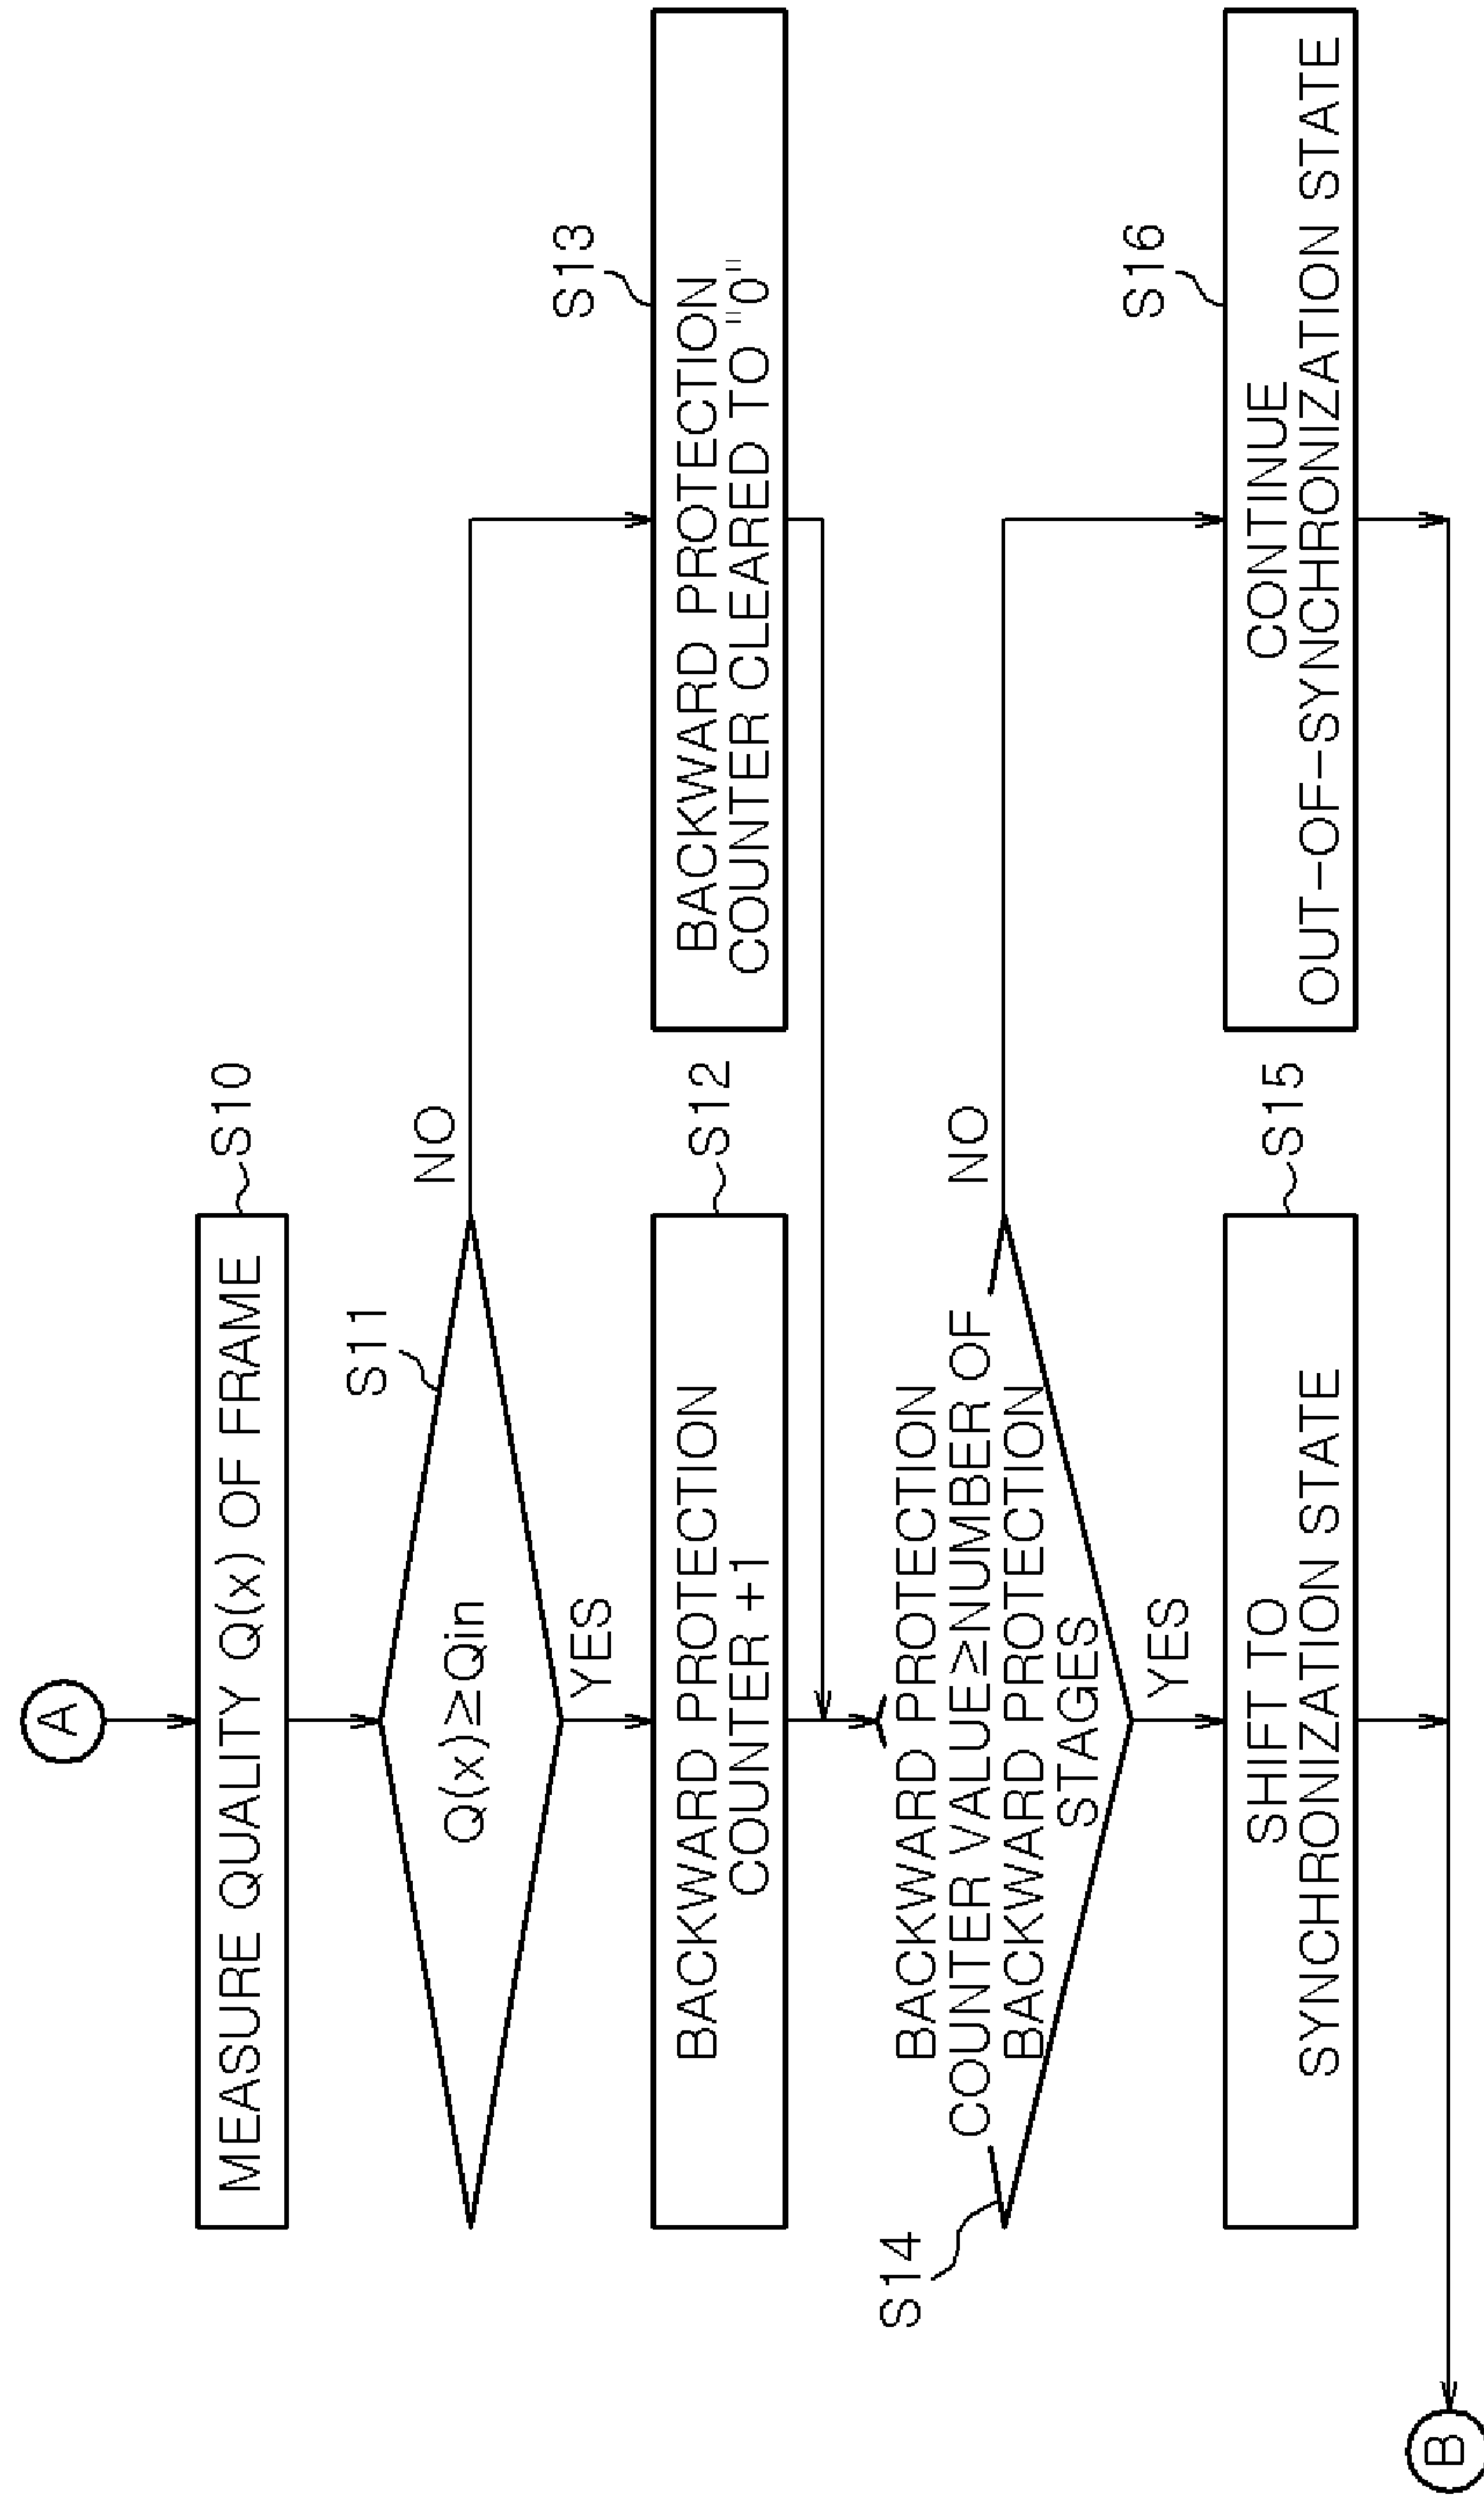 A
MEASURE QUALITY Q(x) OF FRAME
S10
S11
Q(x)≥Qin
NO
YES
BACKWARD PROTECTION
COUNTER +1
S12
BACKWARD PROTECTION
COUNTER CLEARED TO "0"
S13
S14
BACKWARD PROTECTION
COUNTER VALUE≥NUMBER OF
BACKWARD PROTECTION
STAGES
NO
YES
SHIFT TO
SYNCHRONIZATION STATE
S15
CONTINUE
OUT-OF-SYNCHRONIZATION STATE
S16
B